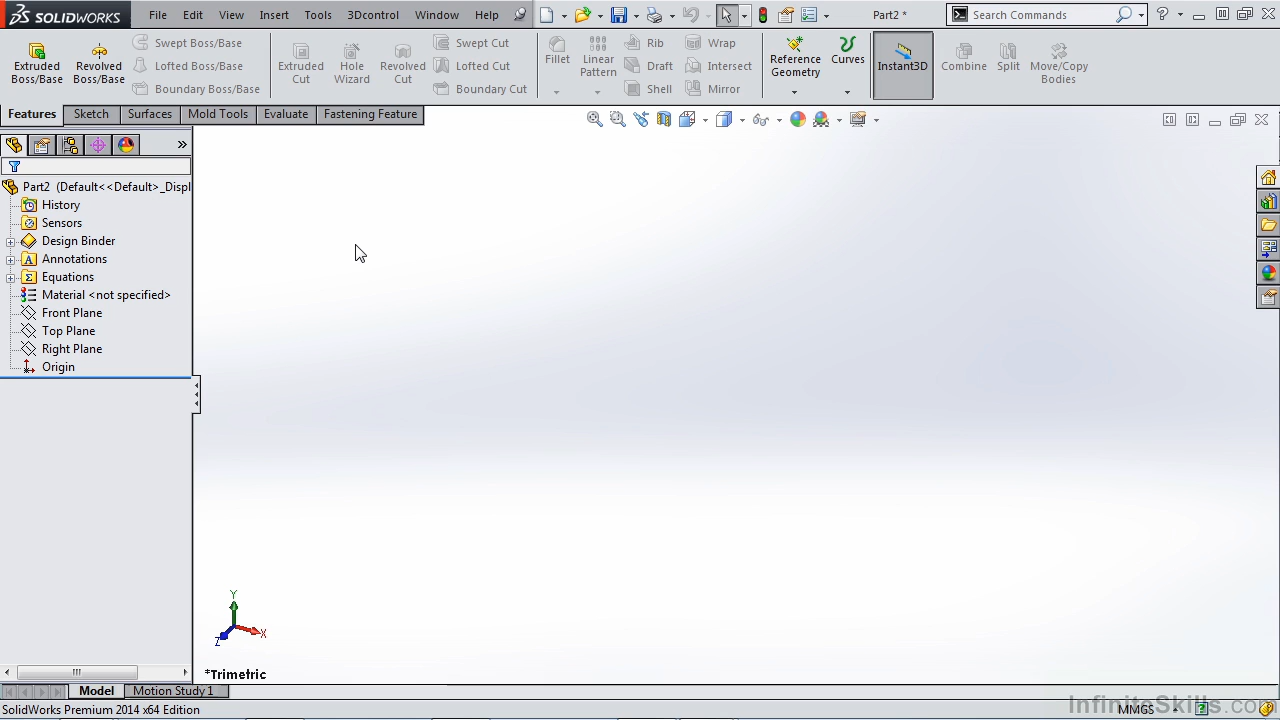 SOLIDWORKS File Edit View Insert Tools 3Dcontrol Window Help Part2 * Search Commands ?
Extruded Boss/Base
Revolved Boss/Base
Swept Boss/Base
Lofted Boss/Base
Boundary Boss/Base
Extruded Cut
Hole Wizard
Revolved Cut
Swept Cut
Lofted Cut
Boundary Cut
Fillet
Linear Pattern
Rib
Draft
Shell
Wrap
Intersect
Mirror
Reference Geometry
Curves
Instant3D
Combine
Split
Move/Copy Bodies
Features Sketch Surfaces Mold Tools Evaluate Fastening Feature
»
Part2 (Default<<Default>_Displ
History
Sensors
Design Binder
Annotations
Equations
Material <not specified>
Front Plane
Top Plane
Right Plane
Origin
Y
X
Z
*Trimetric
Model Motion Study 1
SolidWorks Premium 2014 x64 Edition MMGS ?
InfiniteSkills.com